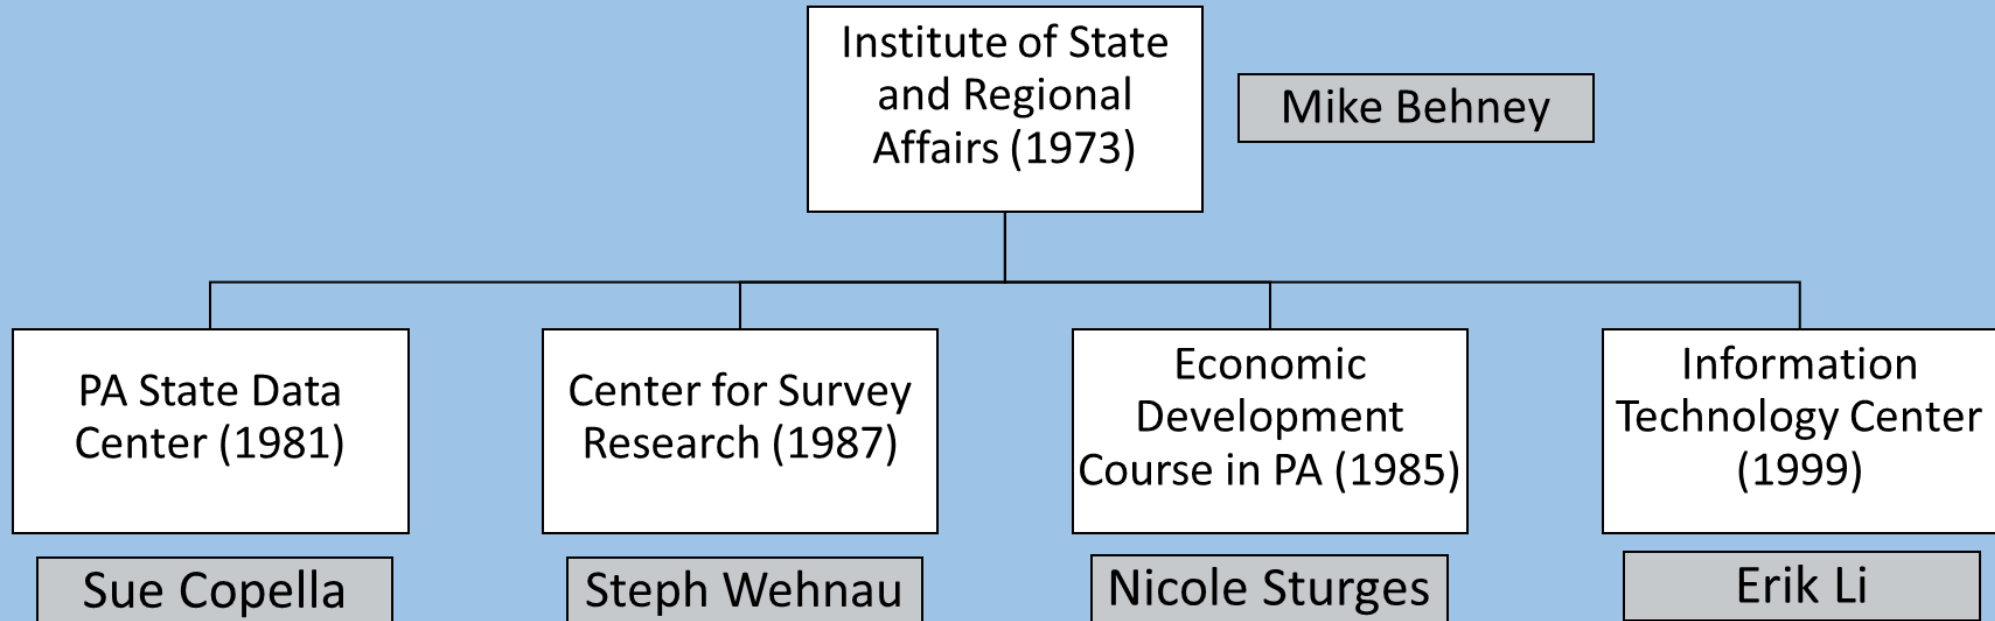 Institute of State
and Regional
Affairs (1973)
Mike Behney
PA State Data
Center (1981)
Center for Survey
Research (1987)
Economic
Development
Course in PA (1985)
Information
Technology Center
(1999)
Sue Copella
Steph Wehnau
Nicole Sturges
Erik Li